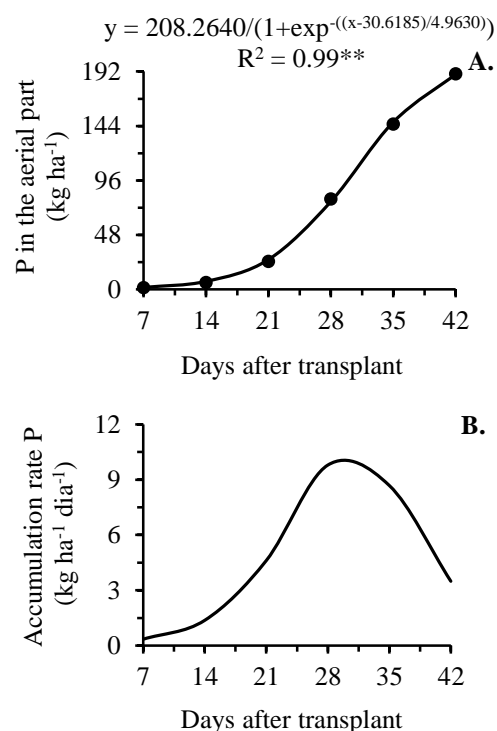 y = 208.2640/(1+exp-((x-30.6185)/4.9630))
R2 = 0.99**
A.
P in the aerial part
(kg ha-1)
192
144
96
48
0
7 14 21 28 35 42
Days after transplant
B.
Accumulation rate P
(kg ha-1 dia-1)
12
9
6
3
0
7 14 21 28 35 42
Days after transplant